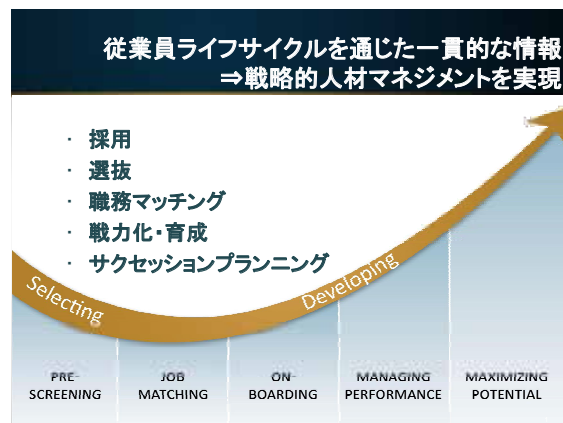 従業員ライフサイクルを通じた一貫的な情報
⇒戦略的人材マネジメントを実現
・ 採用
・ 選抜
・ 職務マッチング
・ 戦力化・育成
・ サクセッションプランニング
Selecting
Developing
PRE-
SCREENING
JOB
MATCHING
ON-
BOARDING
MANAGING
PERFORMANCE
MAXIMIZING
POTENTIAL